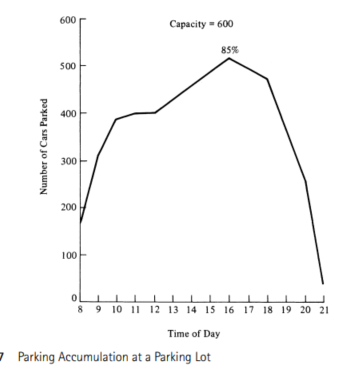 600
Capacity = 600
85%
500
400
300
200
100
0
Number of Cars Parked
8 9 10 11 12 13 14 15 16 17 18 19 20 21
Time of Day
7 Parking Accumulation at a Parking Lot